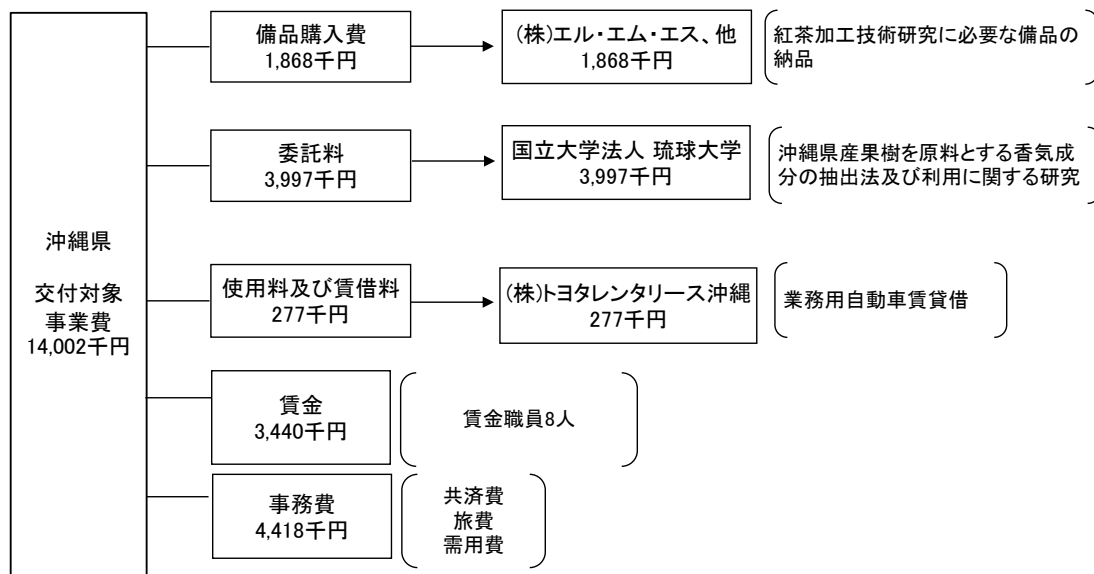 沖縄県
交付対象
事業費
14,002千円
備品購入費
1,868千円
(株)エル・エム・エス、他
1,868千円
紅茶加工技術研究に必要な備品の
納品
委託料
3,997千円
国立大学法人 琉球大学
3,997千円
沖縄県産果樹を原料とする香気成
分の抽出法及び利用に関する研究
使用料及び賃借料
277千円
(株)トヨタレンタリース沖縄
277千円
業務用自動車賃貸借
賃金
3,440千円
賃金職員8人
事務費
4,418千円
共済費
旅費
需用費